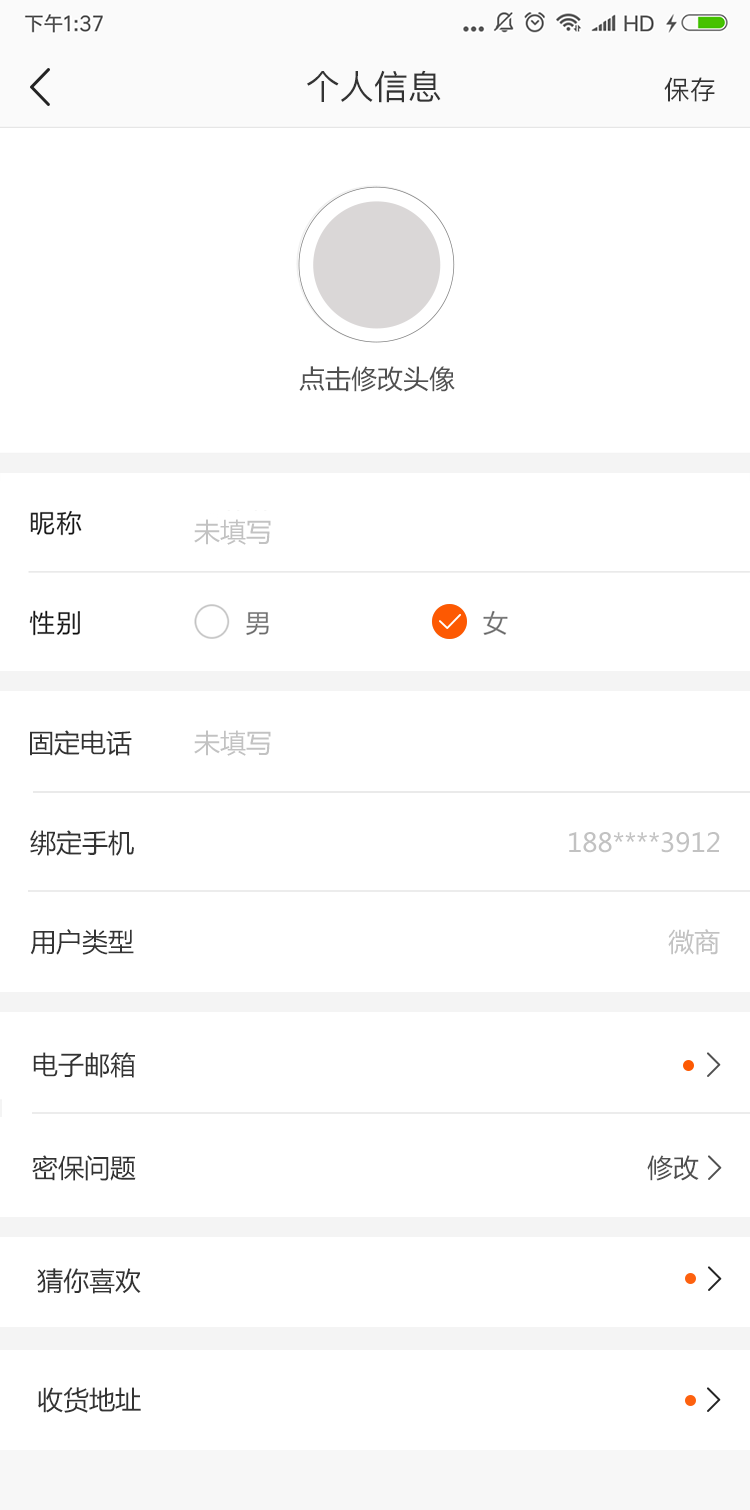 下午1:37 HD
个人信息 保存
点击修改头像
昵称 未填写
性别 男 女
固定电话 未填写
绑定手机 188****3912
用户类型 微商
电子邮箱
密保问题 修改
猜你喜欢
收货地址